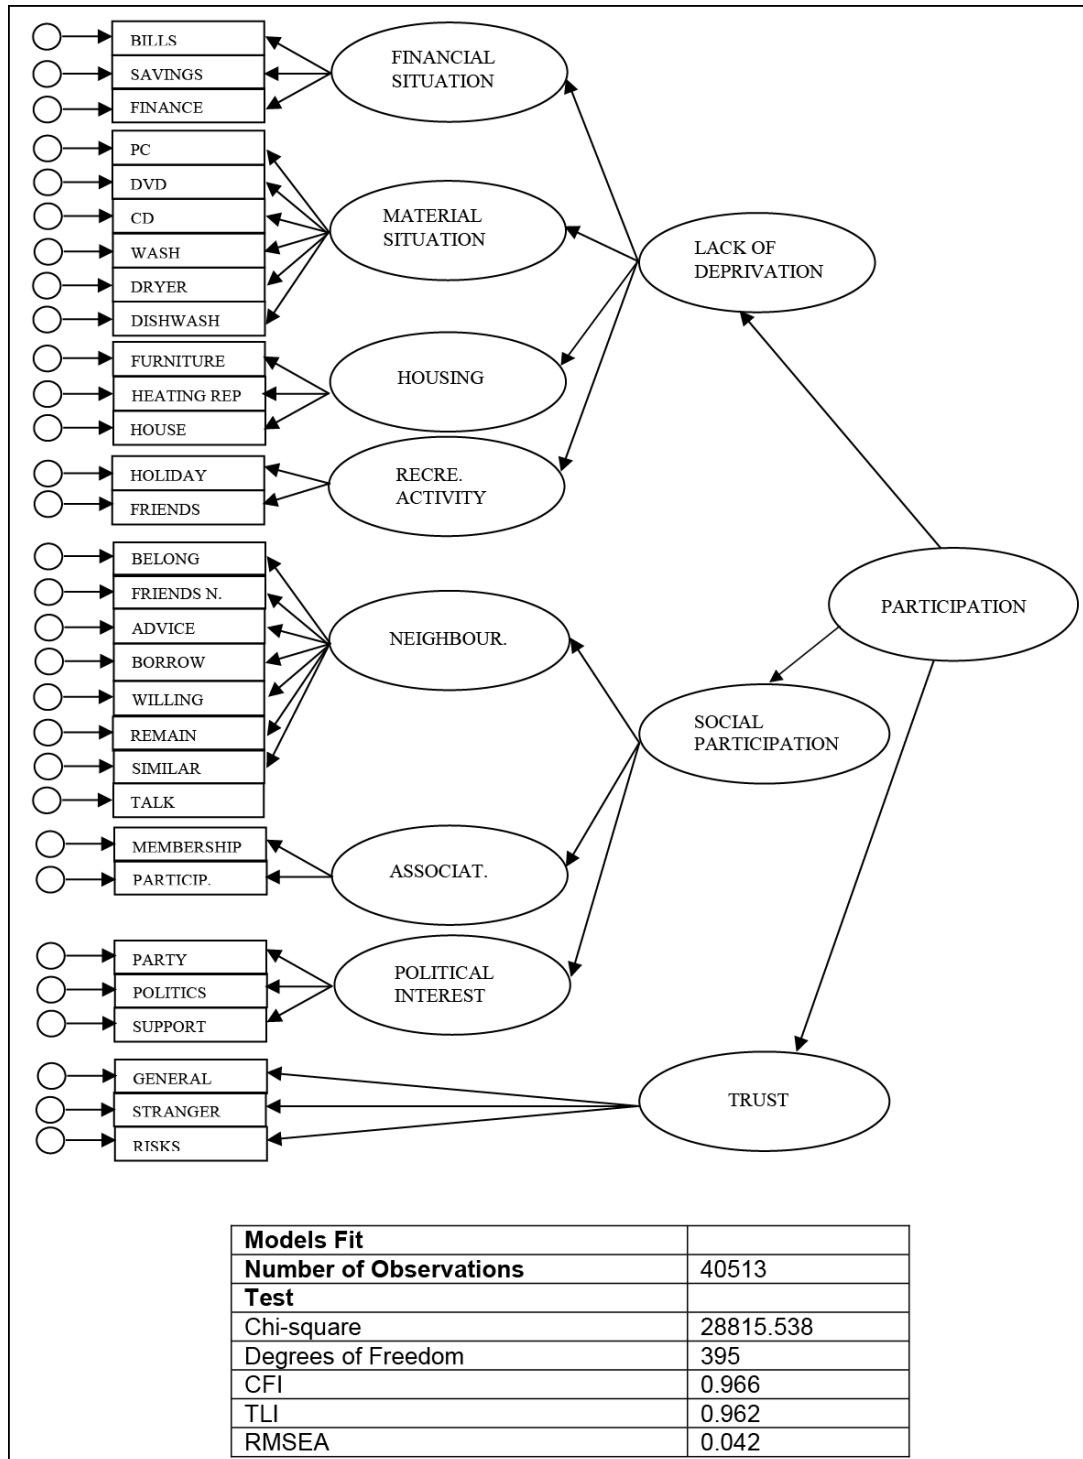 BILLS
SAVINGS
FINANCE
FINANCIAL
SITUATION
PC
DVD
CD
WASH
DRYER
DISHWASH
MATERIAL
SITUATION
LACK OF
DEPRIVATION
FURNITURE
HEATING REP
HOUSE
HOUSING
HOLIDAY
FRIENDS
RECRE.
ACTIVITY
BELONG
FRIENDS N.
ADVICE
BORROW
WILLING
REMAIN
SIMILAR
TALK
NEIGHBOUR.
PARTICIPATION
SOCIAL
PARTICIPATION
MEMBERSHIP
PARTICIP.
ASSOCIAT.
PARTY
POLITICS
SUPPORT
POLITICAL
INTEREST
GENERAL
STRANGER
RISKS
TRUST
Models Fit
Number of Observations 40513
Test
Chi-square 28815.538
Degrees of Freedom 395
CFI 0.966
TLI 0.962
RMSEA 0.042